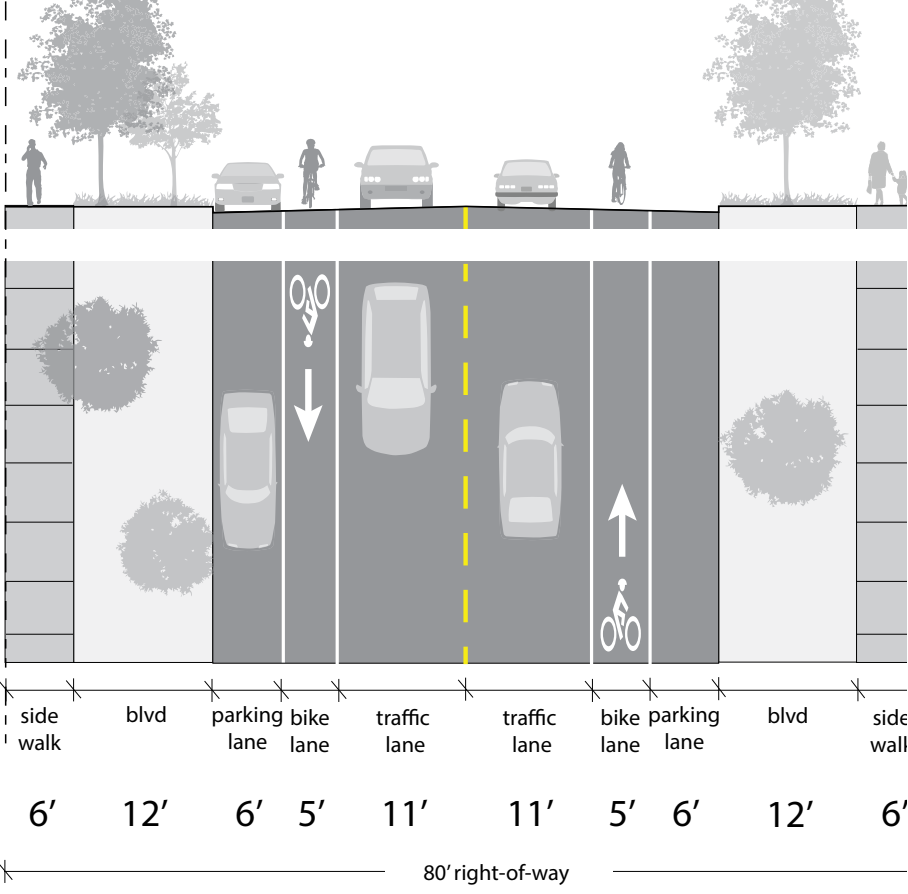 side walk
blvd
parking lane
bike lane
traffic lane
traffic lane
bike lane
parking lane
blvd
side walk
6’ 12’ 6’ 5’ 11’ 11’ 5’ 6’ 12’ 6’
80’ right-of-way